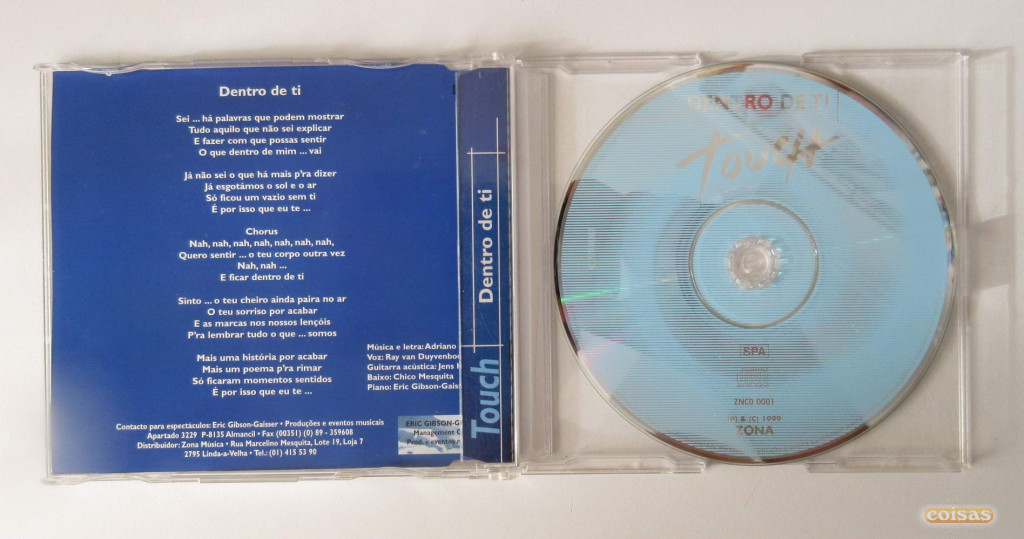 Dentro de ti
Sei ... há palavras que podem mostrar
Tudo aquilo que não sei explicar
E fazer com que possas sentir
O que dentro de mim ... vai
Já não sei o que há mais p'ra dizer
Já esgotámos o sol e o ar
Só ficou um vazio sem ti
É por isso que eu te ...
Chorus
Nah, nah, nah, nah, nah, nah, nah,
Quero sentir ... o teu corpo outra vez
Nah, nah ...
E ficar dentro de ti
Sinto ... o teu cheiro ainda paira no ar
O teu sorriso por acabar
E as marcas nos nossos lençóis
P'ra lembrar tudo o que ... somos
Mais uma história por acabar
Mais um poema p'ra rimar
Só ficaram momentos sentidos
É por isso que eu te ...
Música e letra: Adriano
Voz: Ray van
Guitarra acústica: Jens
Baixo: Chico Mesquita
Piano: Eric
Contacto para espectáculos: Eric Gibson-Gaisser • Produções e eventos musicais
Apartado 3229 P-8135 Almancil • Fax (00351) (0) 89 - 359608
Distribuidor: Zona Música • Rua Marcelino Mesquita, Lote 19, Loja 7
2795 Linda-a-Velha • Tel.: (01) 415 53 90
ERIC
Management
Prod. e eventos
Touch
Dentro de ti
DENTRO DE TI
Touch
SPA
ZNCD 0001
(P) & (C) 1999
ZONA
coisas